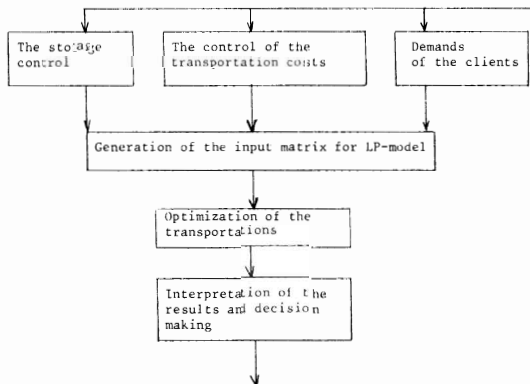 The storage
control
The control of the
transportation costs
Demands
of the clients
Generation of the input matrix for LP-model
Optimization of the
transportations
Interpretation of the
results and decision
making